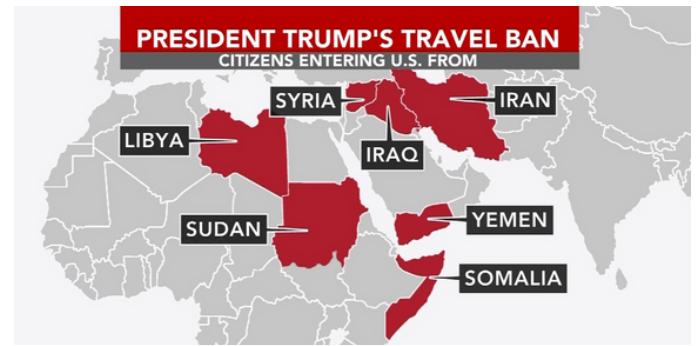 PRESIDENT TRUMP'S TRAVEL BAN
CITIZENS ENTERING U.S. FROM
SYRIA
IRAN
LIBYA
IRAQ
SUDAN
YEMEN
SOMALIA